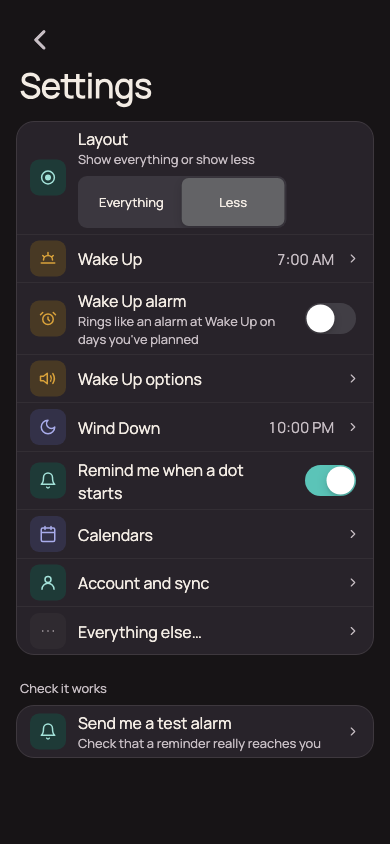 Settings
Layout
Show everything or show less
Everything
Less
Wake Up
7:00 AM
Wake Up alarm
Rings like an alarm at Wake Up on
days you've planned
Wake Up options
Wind Down
10:00 PM
Remind me when a dot
starts
Calendars
Account and sync
Everything else...
Check it works
Send me a test alarm
Check that a reminder really reaches you